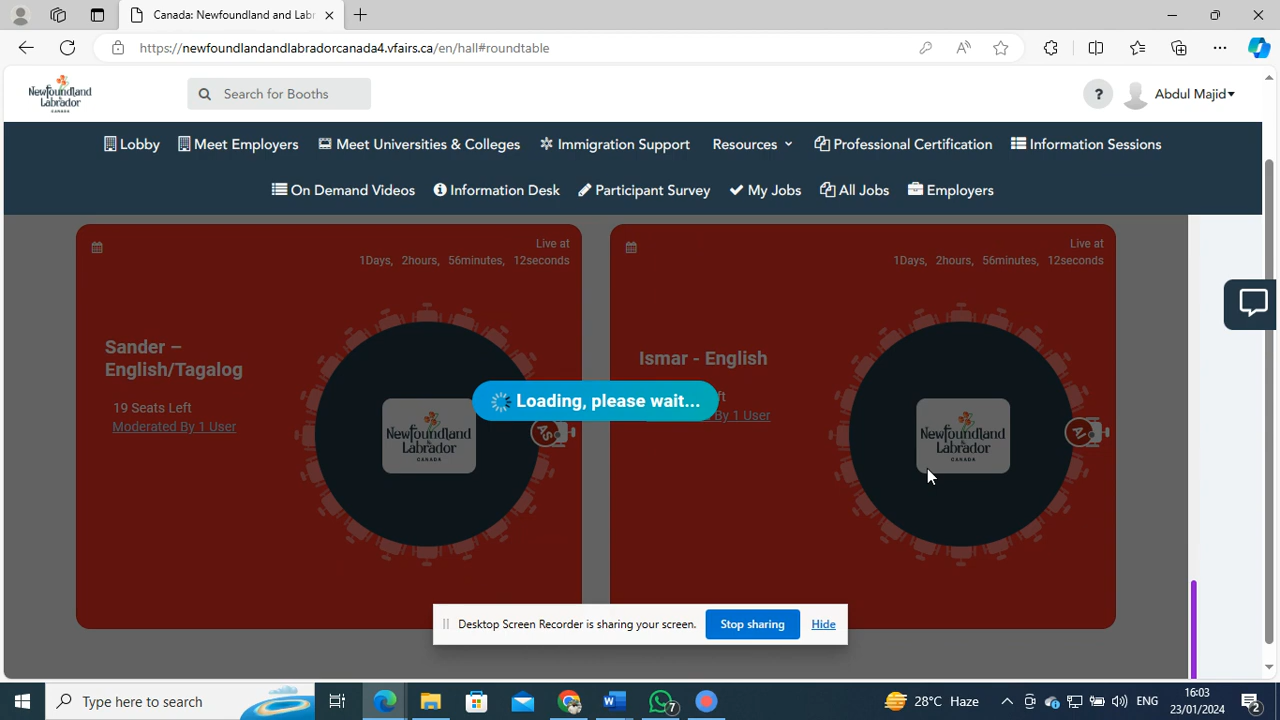 Canada: Newfoundland and Lab
https://newfoundlandandlabradorcanada4.vfairs.ca/en/hall#roundtable
Newfoundland
Labrador
CANADA
Search for Booths
?
Abdul Majid
Lobby
Meet Employers
Meet Universities & Colleges
Immigration Support
Resources
Professional Certification
Information Sessions
On Demand Videos
Information Desk
Participant Survey
My Jobs
All Jobs
Employers
Live at
1Days, 2hours, 56minutes, 12seconds
Sander –
English/Tagalog
19 Seats Left
Moderated By 1 User
Newfoundland
Labrador
CANADA
AS
Live at
1Days, 2hours, 56minutes, 12seconds
Ismar - English
By 1 User
Newfoundland
Labrador
CANADA
Loading, please wait...
Desktop Screen Recorder is sharing your screen.
Stop sharing
Hide
Type here to search
7
28°C Haze
ENG
16:03
23/01/2024
2